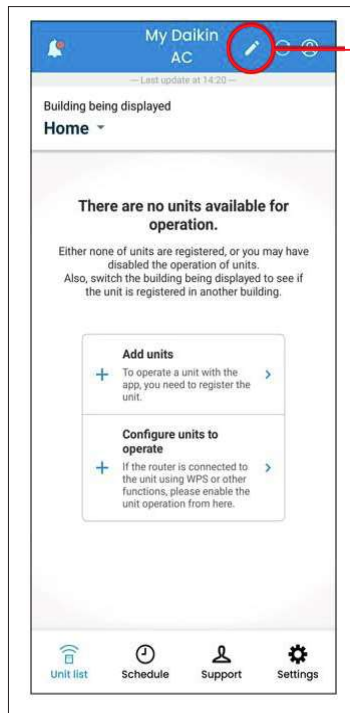 My Daikin
AC
— Last update at 14:20 —
Building being displayed
Home
There are no units available for
operation.
Either none of units are registered, or you may have
disabled the operation of units.
Also, switch the building being displayed to see if
the unit is registered in another building.
Add units
To operate a unit with the
app, you need to register the
unit.
Configure units to
operate
If the router is connected to
the unit using WPS or other
functions, please enable the
unit operation from here.
Unit list
Schedule
Support
Settings